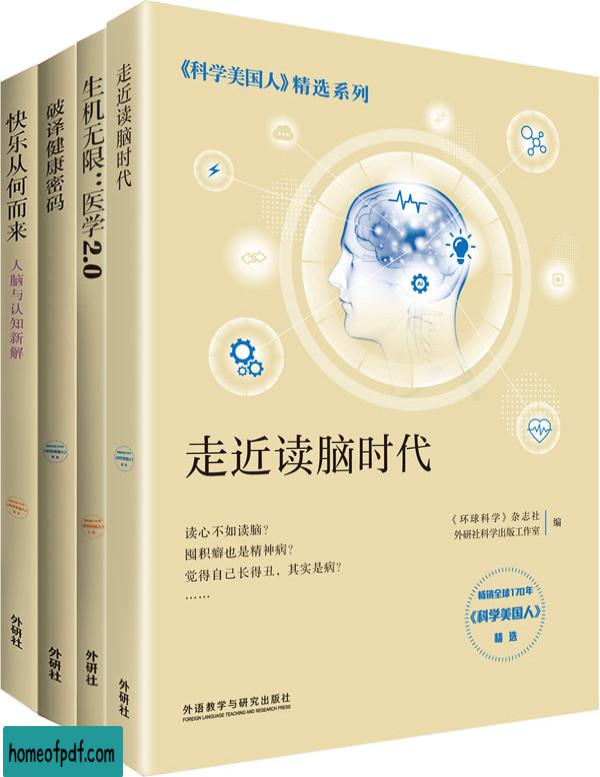 快乐从何而来
人脑与认知新解
外研社
破译健康密码
外研社
生机无限：医学2.0
外研社
走近读脑时代
外研社
《科学美国人》精选系列
AI
走近读脑时代
读心不如读脑？
囤积癖也是精神病？
觉得自己长得丑，其实是病？
……
《环球科学》杂志社
外研社科学出版工作室
编
畅销全球170年
《科学美国人》
精选
外语教学与研究出版社
FOREIGN LANGUAGE TEACHING AND RESEARCH PRESS
homeofpdf.com